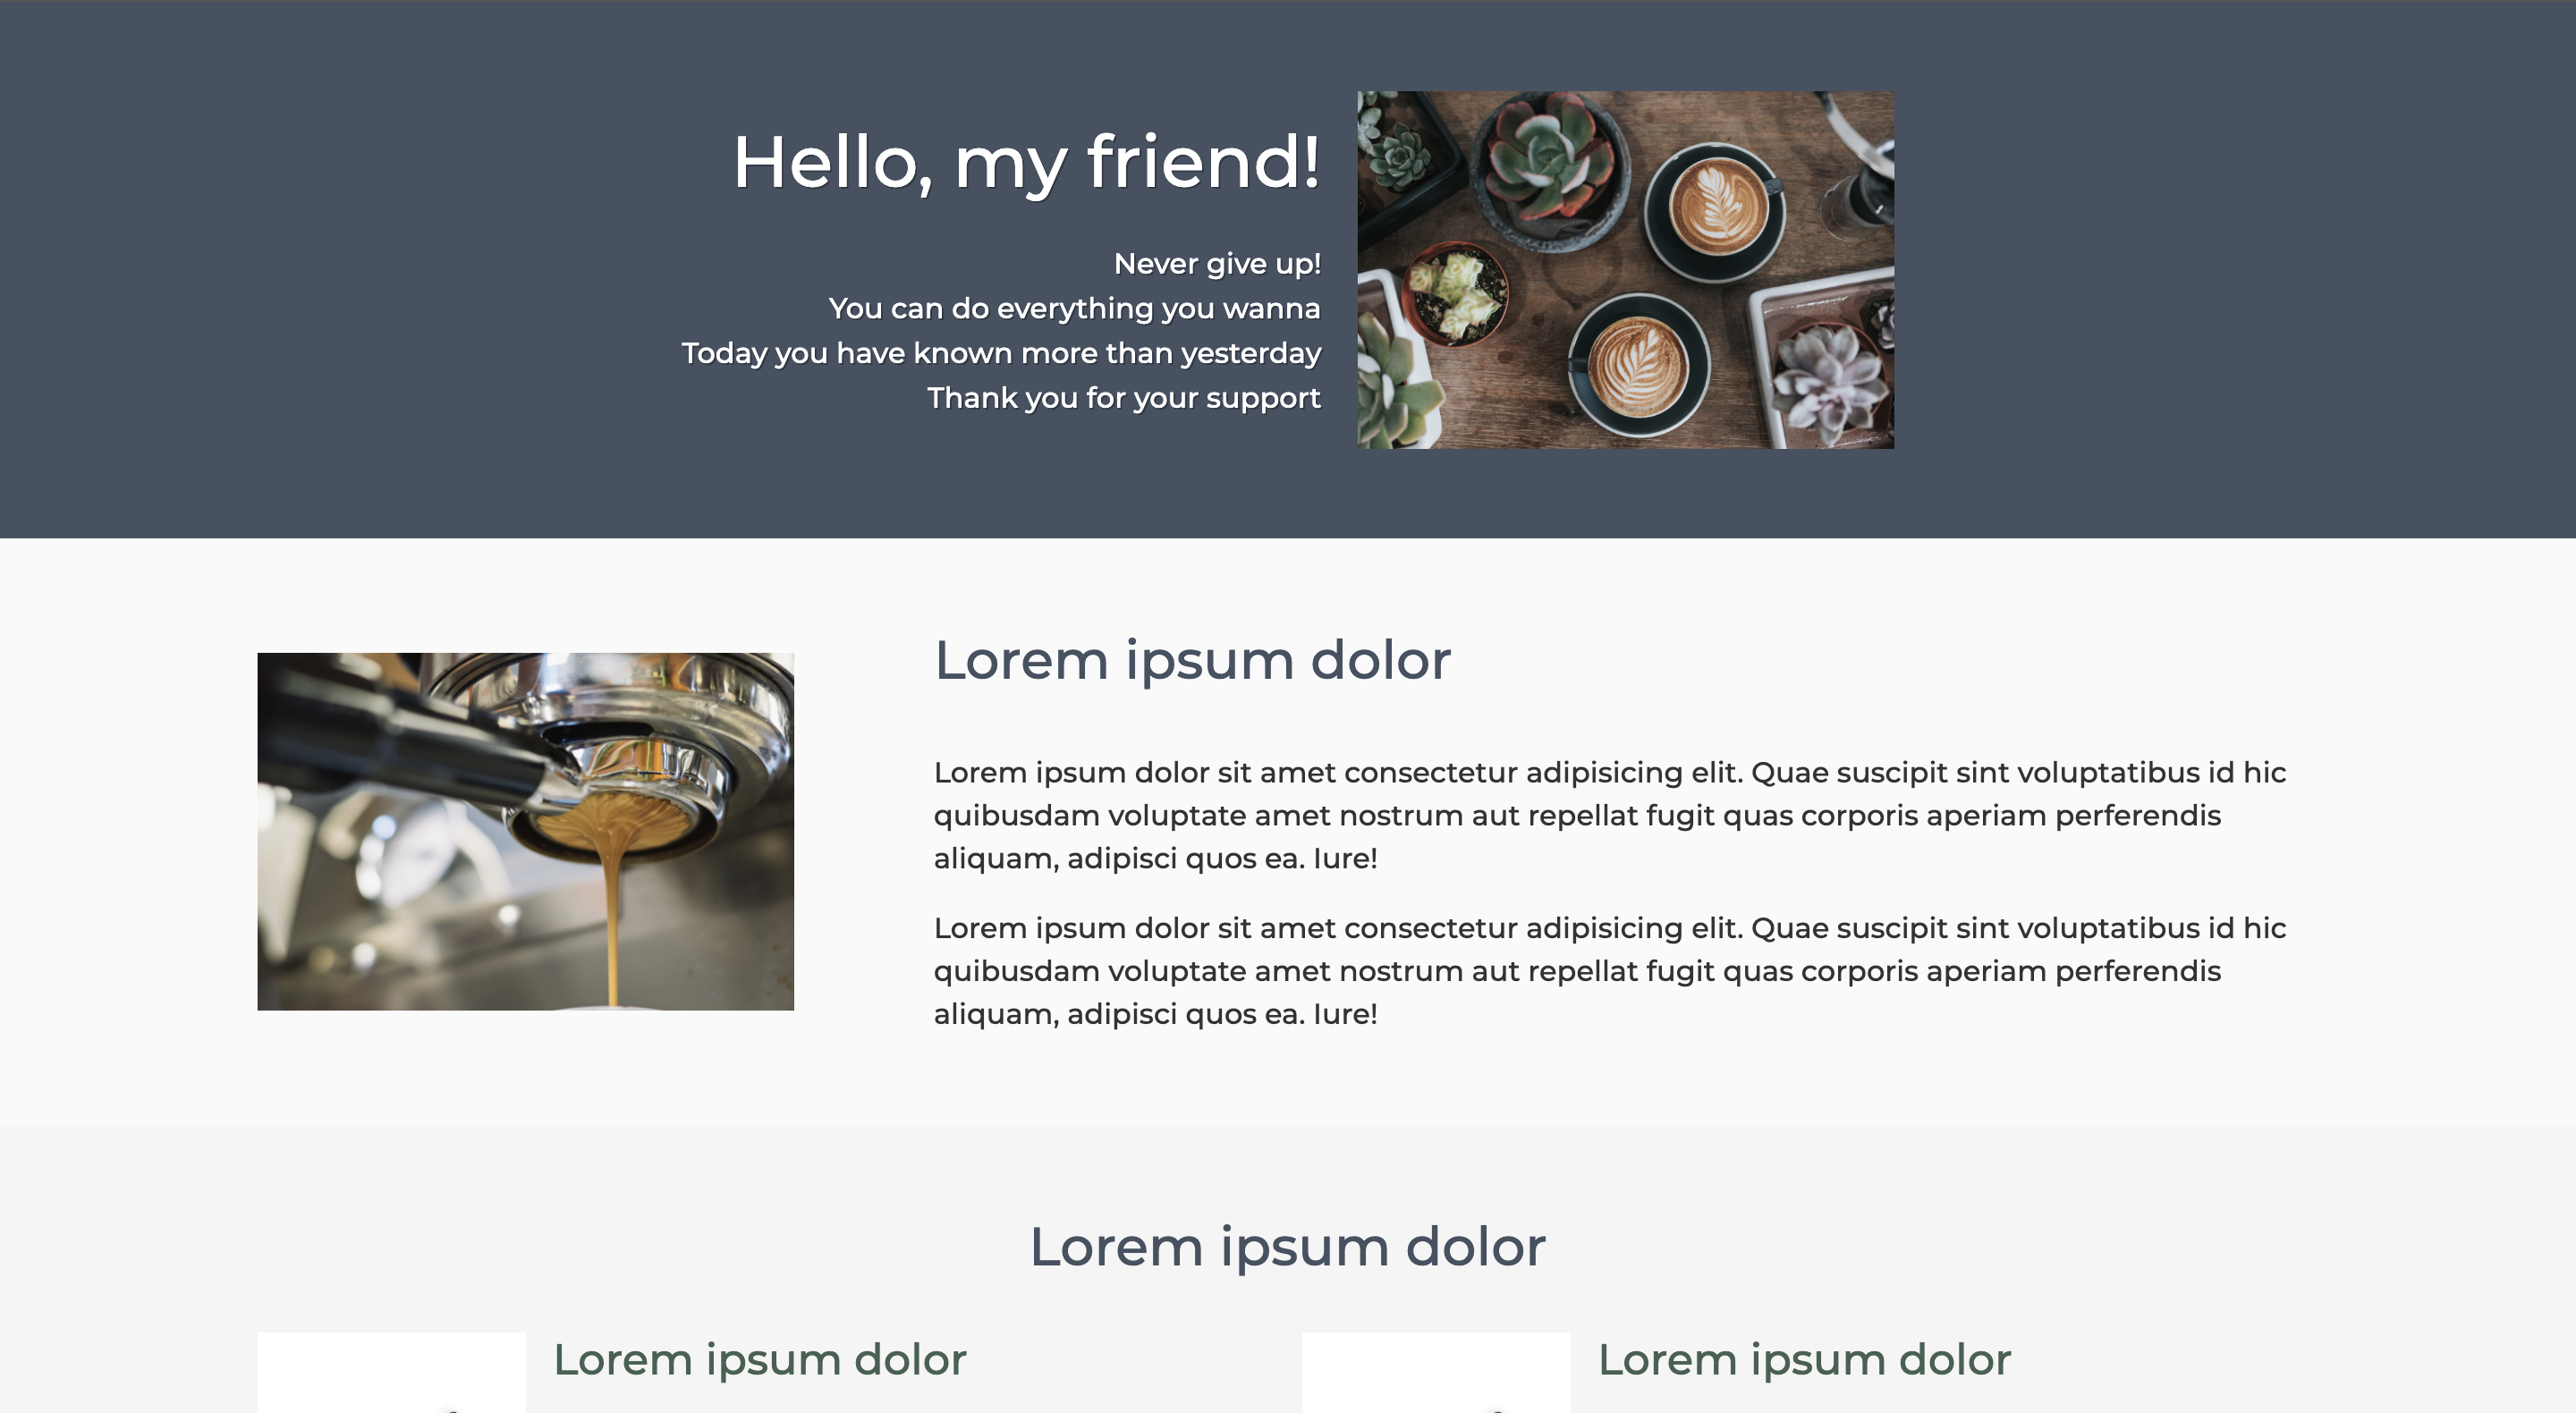 Hello, my friend!
Never give up!
You can do everything you wanna
Today you have known more than yesterday
Thank you for your support
Lorem ipsum dolor
Lorem ipsum dolor sit amet consectetur adipisicing elit. Quae suscipit sint voluptatibus id hic
quibusdam voluptate amet nostrum aut repellat fugit quas corporis aperiam perferendis
aliquam, adipisci quos ea. Iure!
Lorem ipsum dolor sit amet consectetur adipisicing elit. Quae suscipit sint voluptatibus id hic
quibusdam voluptate amet nostrum aut repellat fugit quas corporis aperiam perferendis
aliquam, adipisci quos ea. Iure!
Lorem ipsum dolor
Lorem ipsum dolor
Lorem ipsum dolor